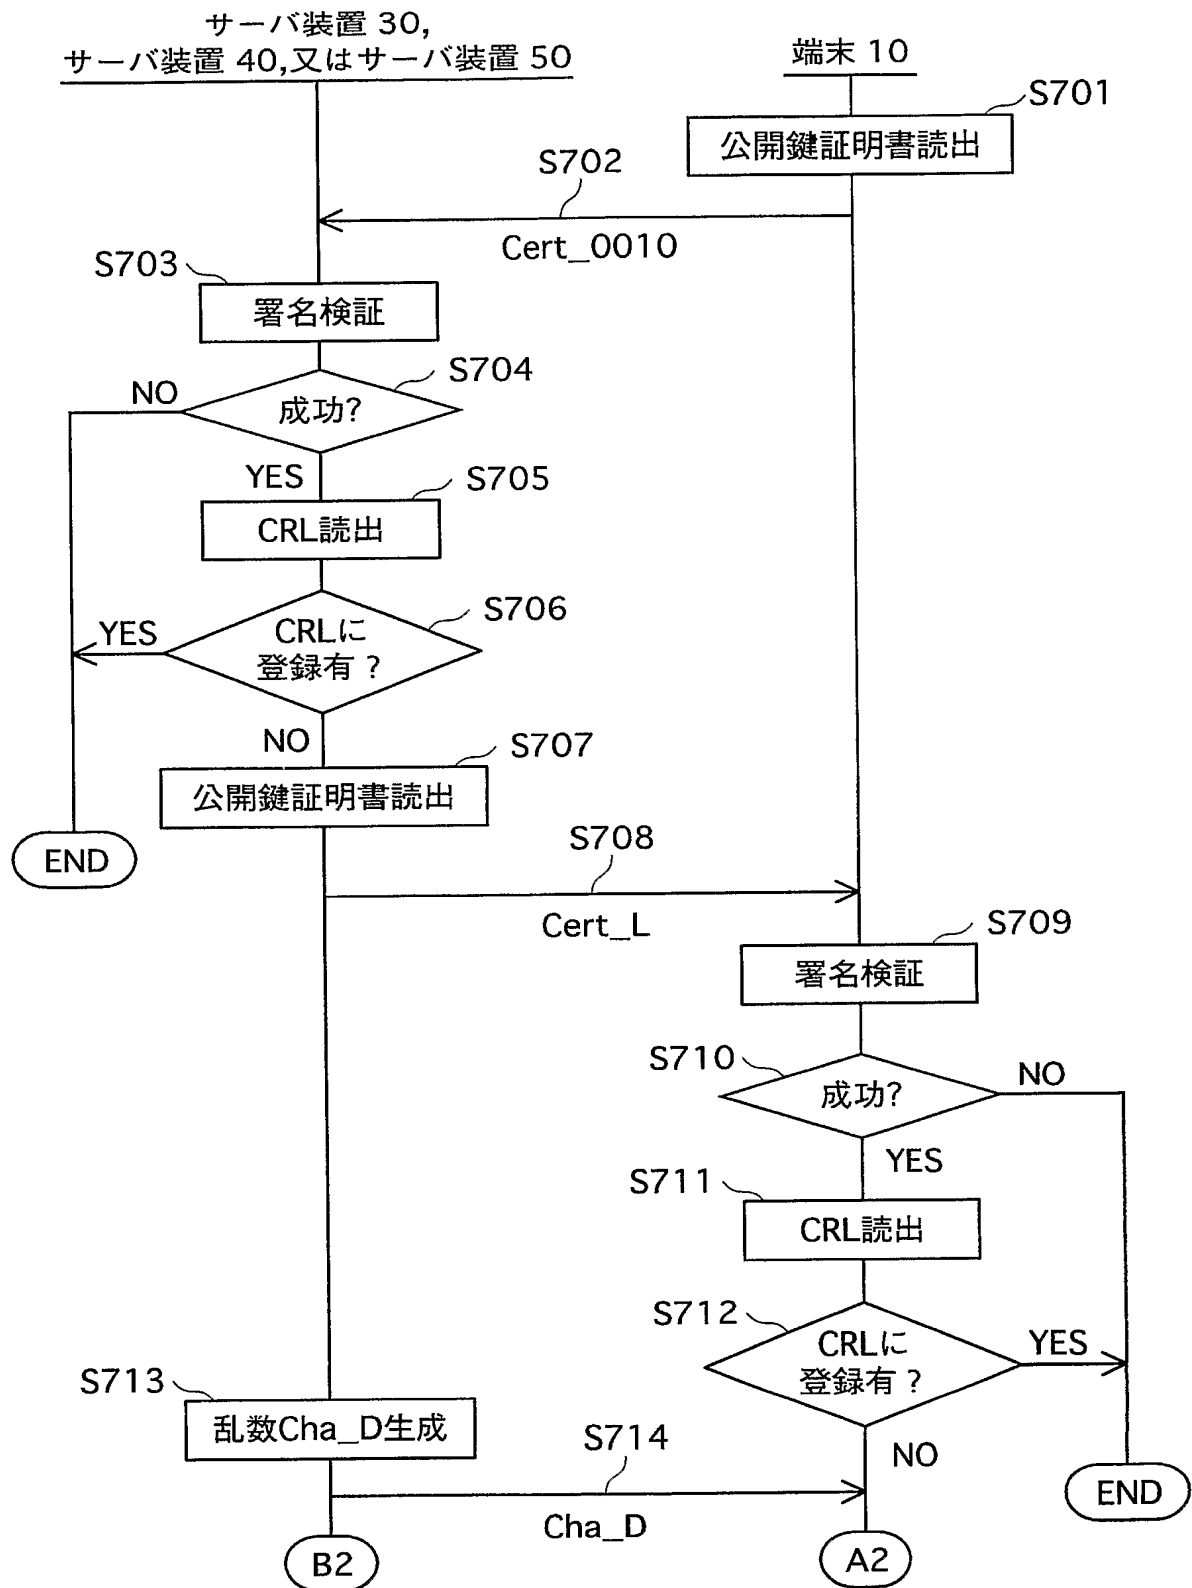 サーバ装置 30,
サーバ装置 40,又はサーバ装置 50
端末 10
S701
公開鍵証明書読出
S702
Cert_0010
S703
署名検証
S704
NO
成功?
YES
S705
CRL読出
S706
YES
CRLに
登録有?
NO
S707
公開鍵証明書読出
END
S708
Cert_L
S709
署名検証
S710
NO
成功?
YES
S711
CRL読出
S712
CRLに
登録有?
YES
S713
乱数Cha_D生成
S714
NO
Cha_D
END
B2
A2